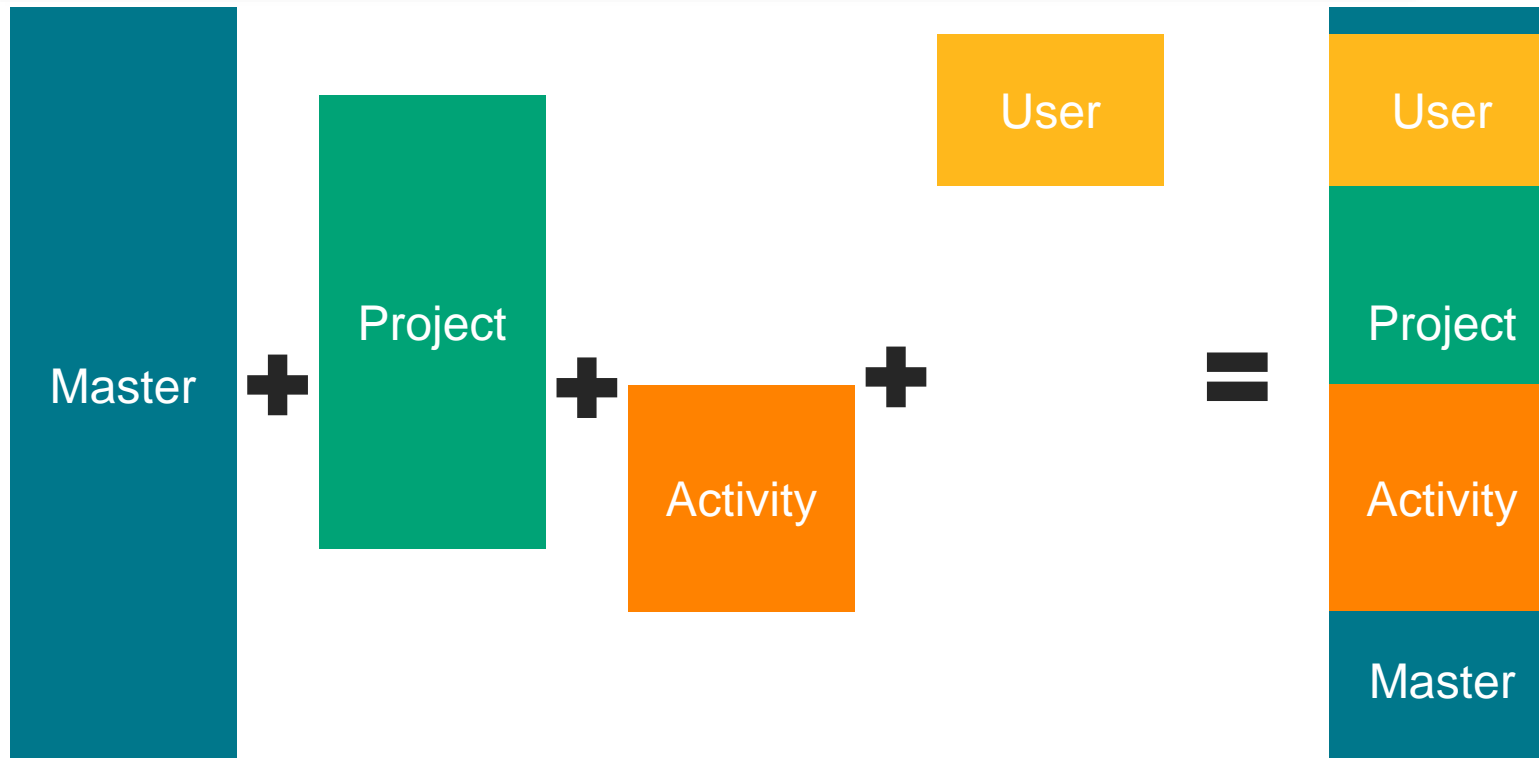 User
User
Project
Project
Master
Activity
Activity
Master